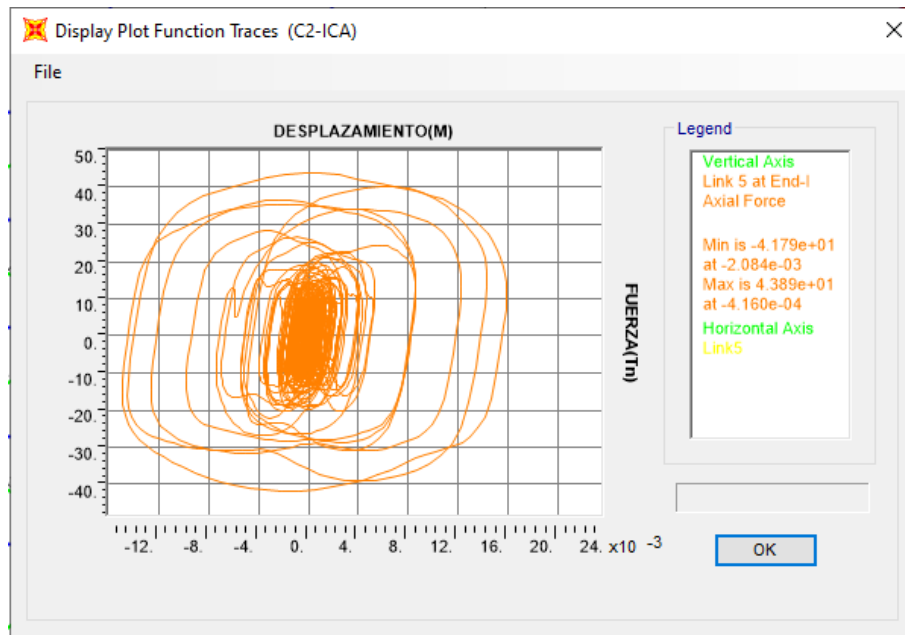 Display Plot Function Traces (C2-ICA)
File
DESPLAZAMIENTO(M)
50.
40.
30.
20.
10.
0.
-10.
-20.
-30.
-40.
-12. -8. -4. 0. 4. 8. 12. 16. 20. 24. x10 -3
FUERZA(Tn)
Legend
Vertical Axis
Link 5 at End-I
Axial Force
Min is -4.179e+01
at -2.084e-03
Max is 4.389e+01
at -4.160e-04
Horizontal Axis
Link5
OK